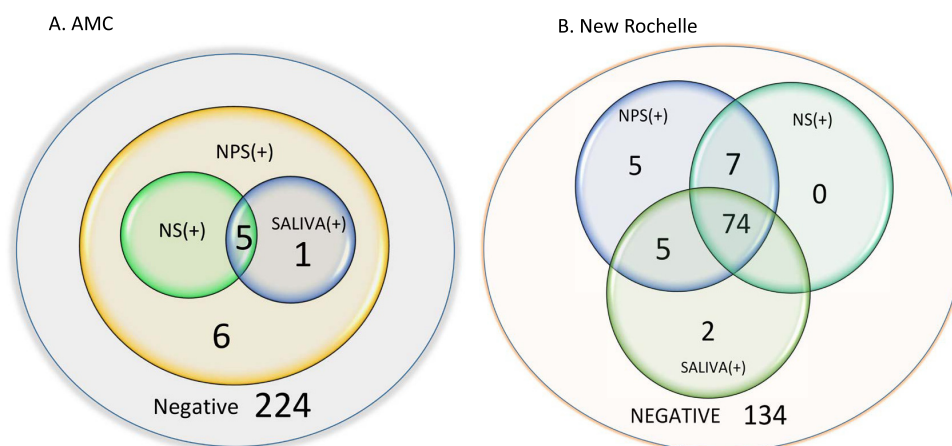 A. AMC
NPS(+)
NS(+)
5
SALIVA(+)
1
6
Negative 224
B. New Rochelle
NPS(+)
NS(+)
5
7
0
74
5
2
SALIVA(+)
NEGATIVE 134